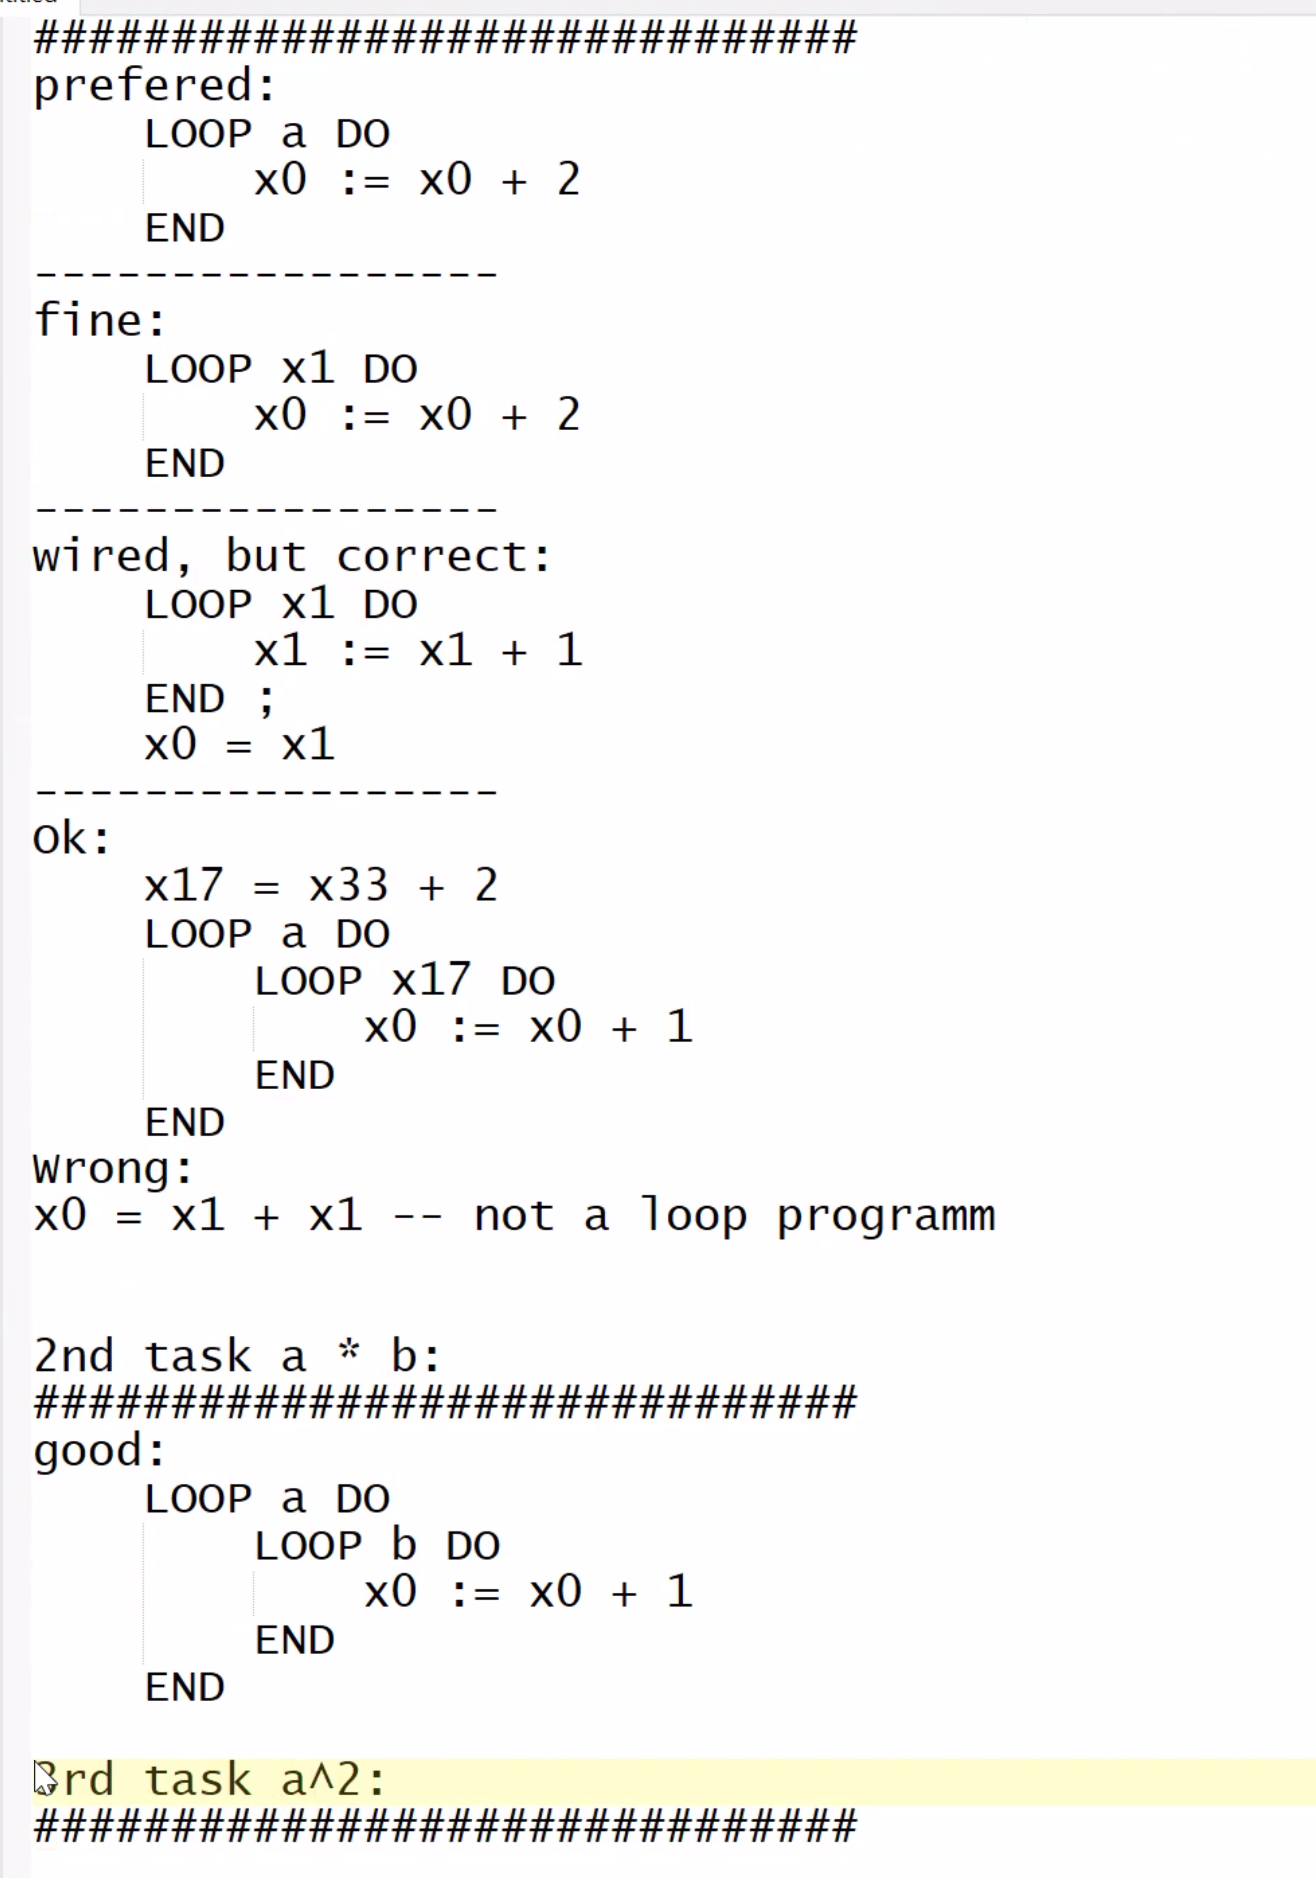 ##############################
prefered:
    LOOP a DO
        x0 := x0 + 2
    END
-----------------
fine:
    LOOP x1 DO
        x0 := x0 + 2
    END
-----------------
wired, but correct:
    LOOP x1 DO
        x1 := x1 + 1
    END ;
    x0 = x1
-----------------
Ok:
    x17 = x33 + 2
    LOOP a DO
        LOOP x17 DO
            x0 := x0 + 1
        END
    END
Wrong:
x0 = x1 + x1 -- not a loop programm
2nd task a * b:
##############################
good:
    LOOP a DO
        LOOP b DO
            x0 := x0 + 1
        END
    END
3rd task a^2:
##############################